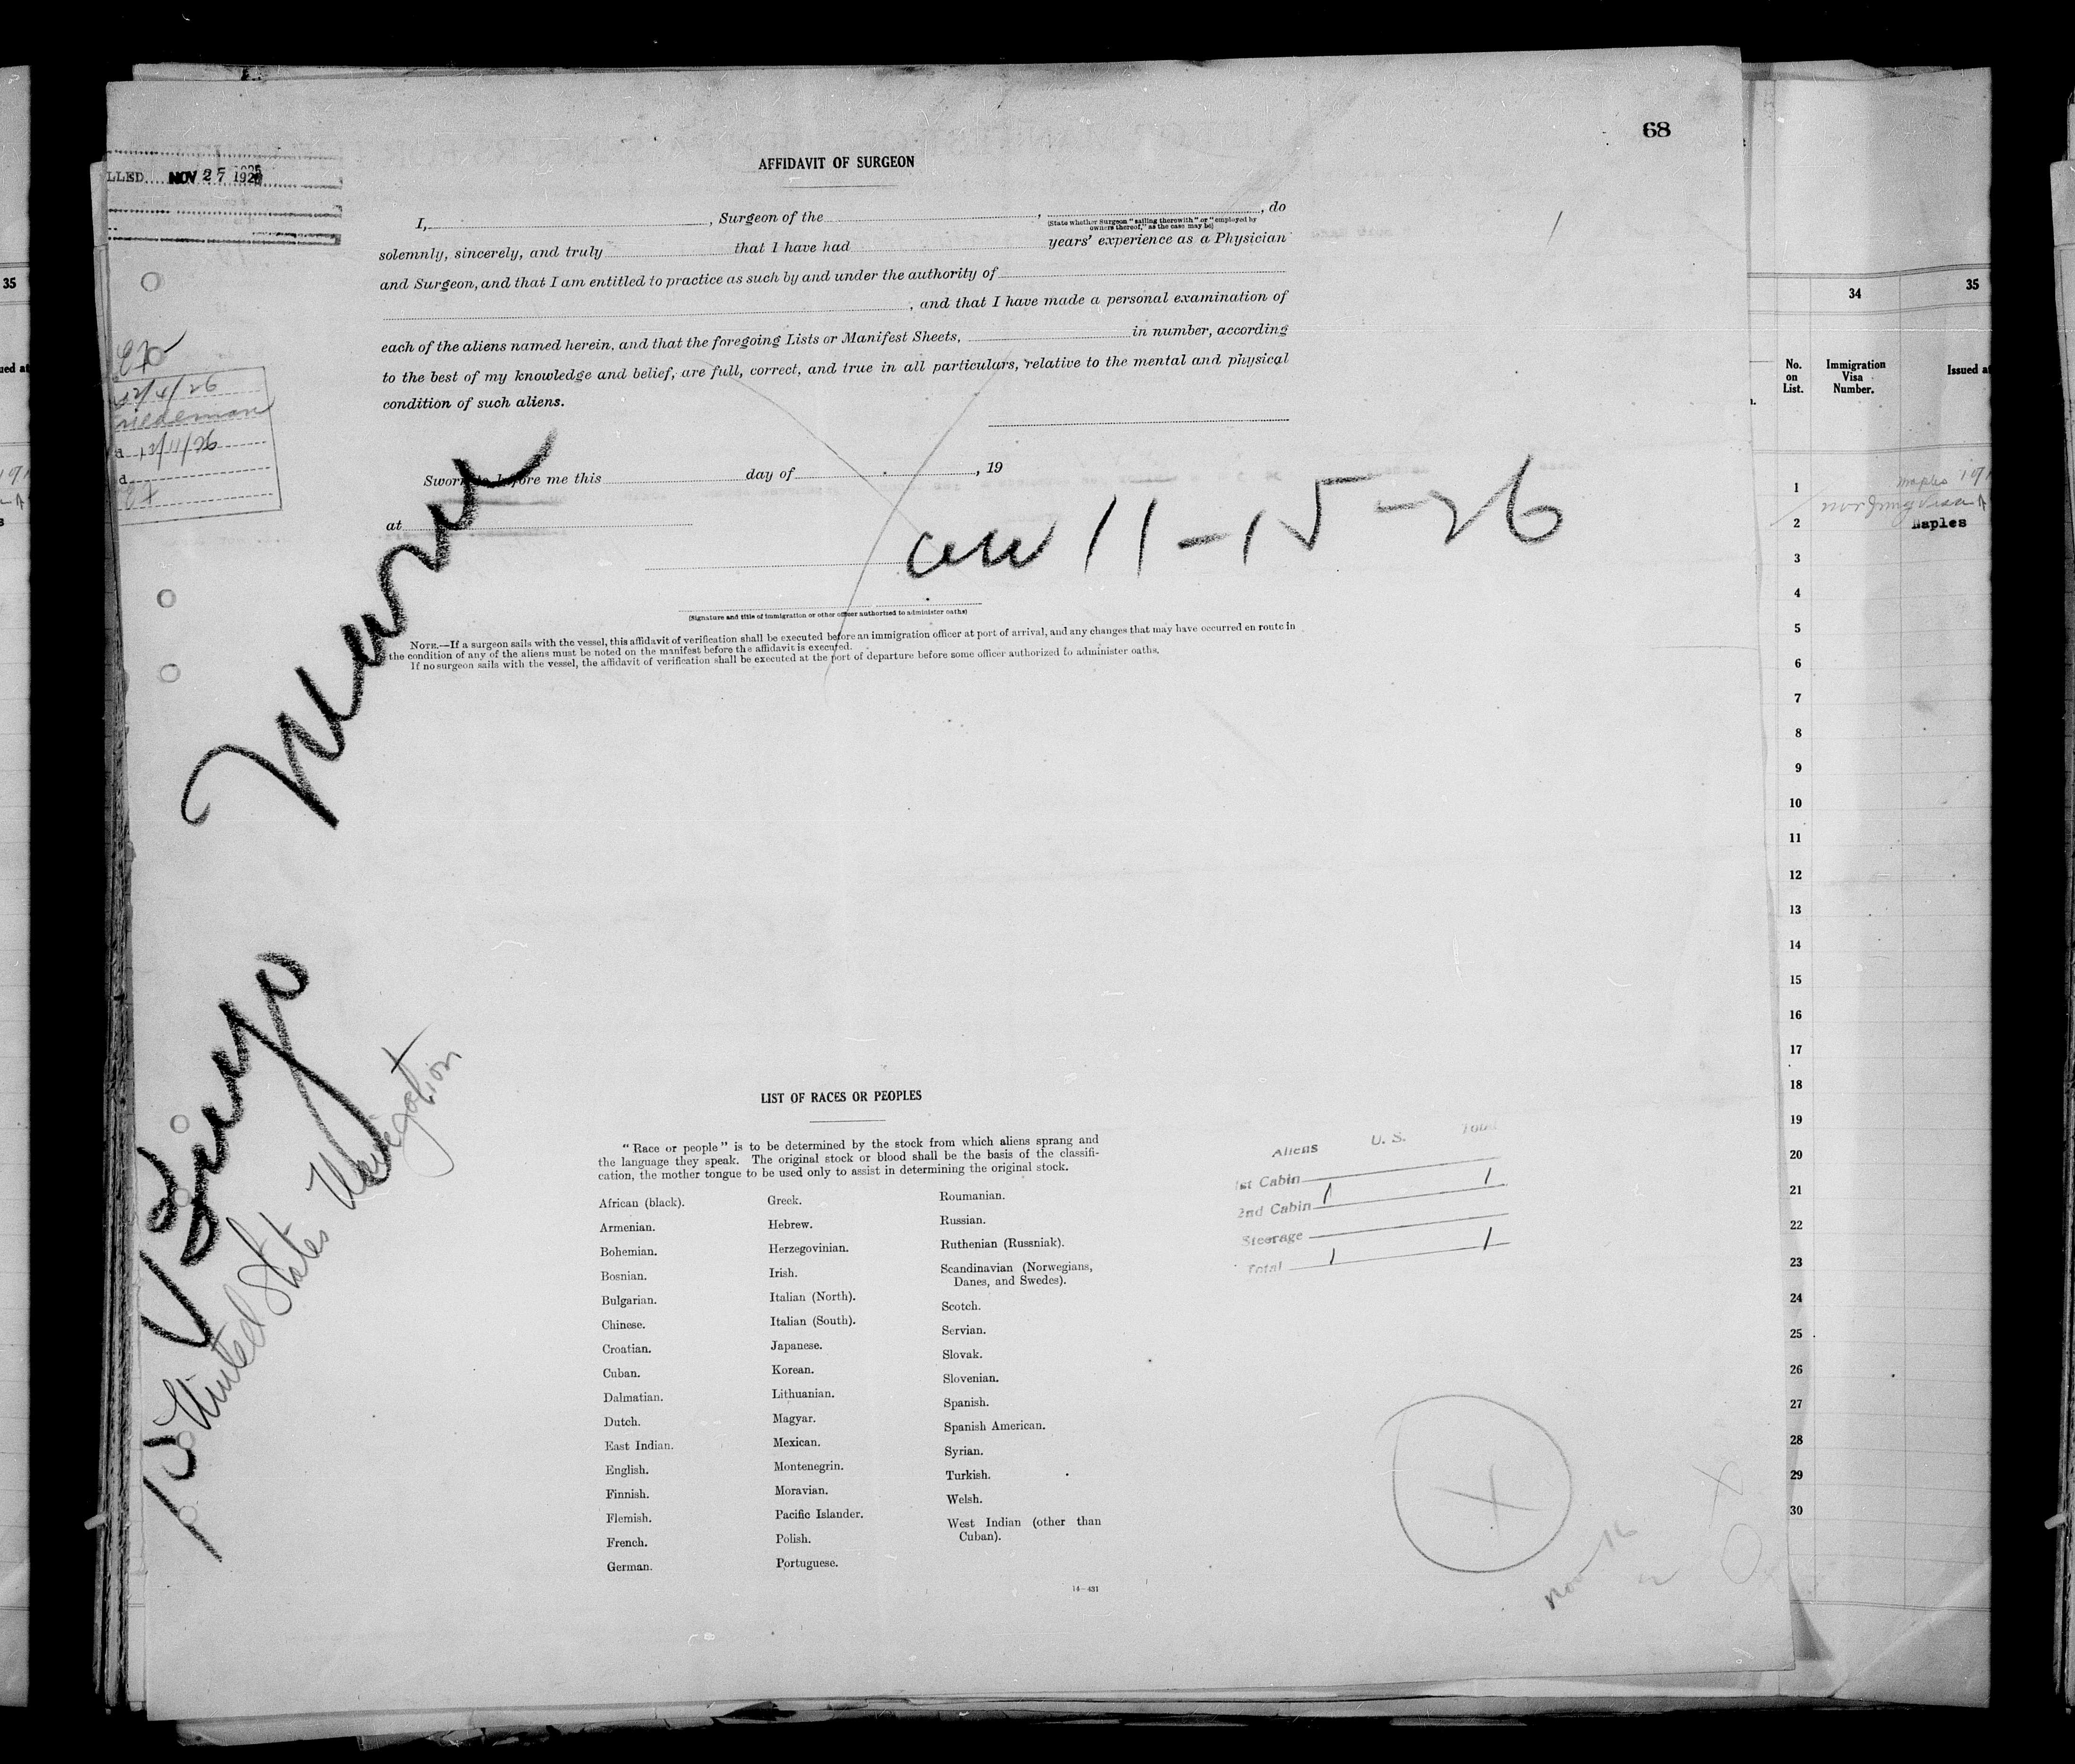 68
AFFIDAVIT OF SURGEON
LLED NOV 27 192
I, , Surgeon of the , , do
(State whether Surgeon “sailing therewith” or “employed by
owners thereof,” as the case may be)
solemnly, sincerely, and truly that I have had years’ experience as a Physician
and Surgeon, and that I am entitled to practice as such by and under the authority of
, and that I have made a personal examination of
each of the aliens named herein, and that the foregoing Lists or Manifest Sheets, in number, according
to the best of my knowledge and belief, are full, correct, and true in all particulars, relative to the mental and physical
condition of such aliens.
12/4/26
d 12/11/26
d
Sworn to before me this day of , 19
at
11-15-26
(Signature and title of immigration or other officer authorized to administer oaths)
NOTE.—If a surgeon sails with the vessel, this affidavit of verification shall be executed before an immigration officer at port of arrival, and any changes that may have occurred en route in
the condition of any of the aliens must be noted on the manifest before the affidavit is executed.
If no surgeon sails with the vessel, the affidavit of verification shall be executed at the port of departure before some officer authorized to administer oaths.
United States Navigation
LIST OF RACES OR PEOPLES
“Race or people” is to be determined by the stock from which aliens sprang and
the language they speak. The original stock or blood shall be the basis of the classifi-
cation, the mother tongue to be used only to assist in determining the original stock.
African (black).
Armenian.
Bohemian.
Bosnian.
Bulgarian.
Chinese.
Croatian.
Cuban.
Dalmatian.
Dutch.
East Indian.
English.
Finnish.
Flemish.
French.
German.
Greek.
Hebrew.
Herzegovinian.
Irish.
Italian (North).
Italian (South).
Japanese.
Korean.
Lithuanian.
Magyar.
Mexican.
Montenegrin.
Moravian.
Pacific Islander.
Polish.
Portuguese.
Roumanian.
Russian.
Ruthenian (Russniak).
Scandinavian (Norwegians,
Danes, and Swedes).
Scotch.
Servian.
Slovak.
Slovenian.
Spanish.
Spanish American.
Syrian.
Turkish.
Welsh.
West Indian (other than
Cuban).
14—431
Aliens U. S. Total
1st Cabin 1
2nd Cabin 1
Steerage
Total 1 1
X
35
34 35
No.
on
List.
Immigration
Visa
Number.
Issued at
1
2 Naples
3
4
5
6
7
8
9
10
11
12
13
14
15
16
17
18
19
20
21
22
23
24
25
26
27
28
29
30